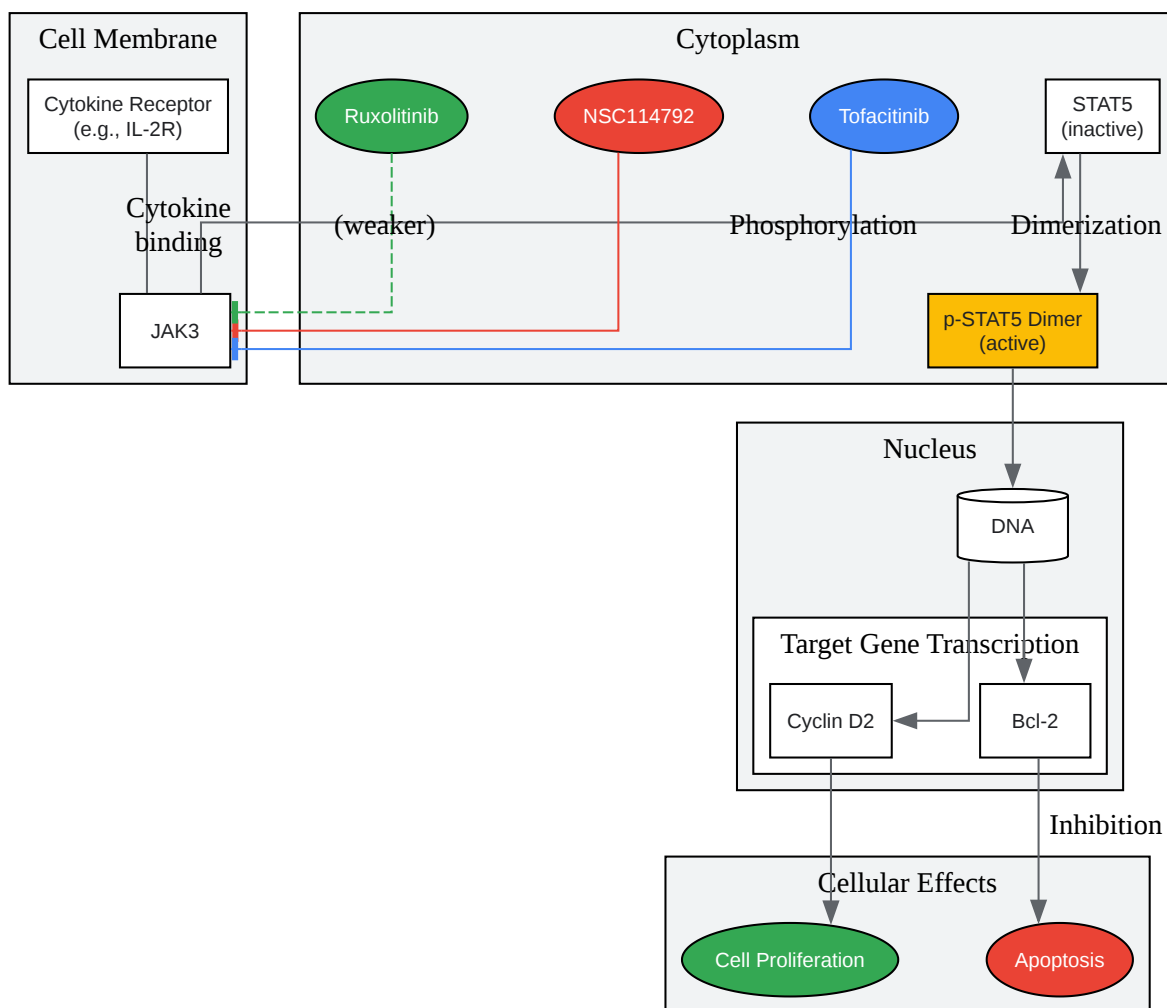 Cell Membrane
Cytoplasm
Cytokine Receptor
(e.g., IL-2R)
Ruxolitinib
NSC114792
Tofacitinib
STAT5
(inactive)
Cytokine
binding
(weaker)
Phosphorylation
Dimerization
JAK3
p-STAT5 Dimer
(active)
Nucleus
DNA
Target Gene Transcription
Cyclin D2
Bcl-2
Inhibition
Cellular Effects
Cell Proliferation
Apoptosis